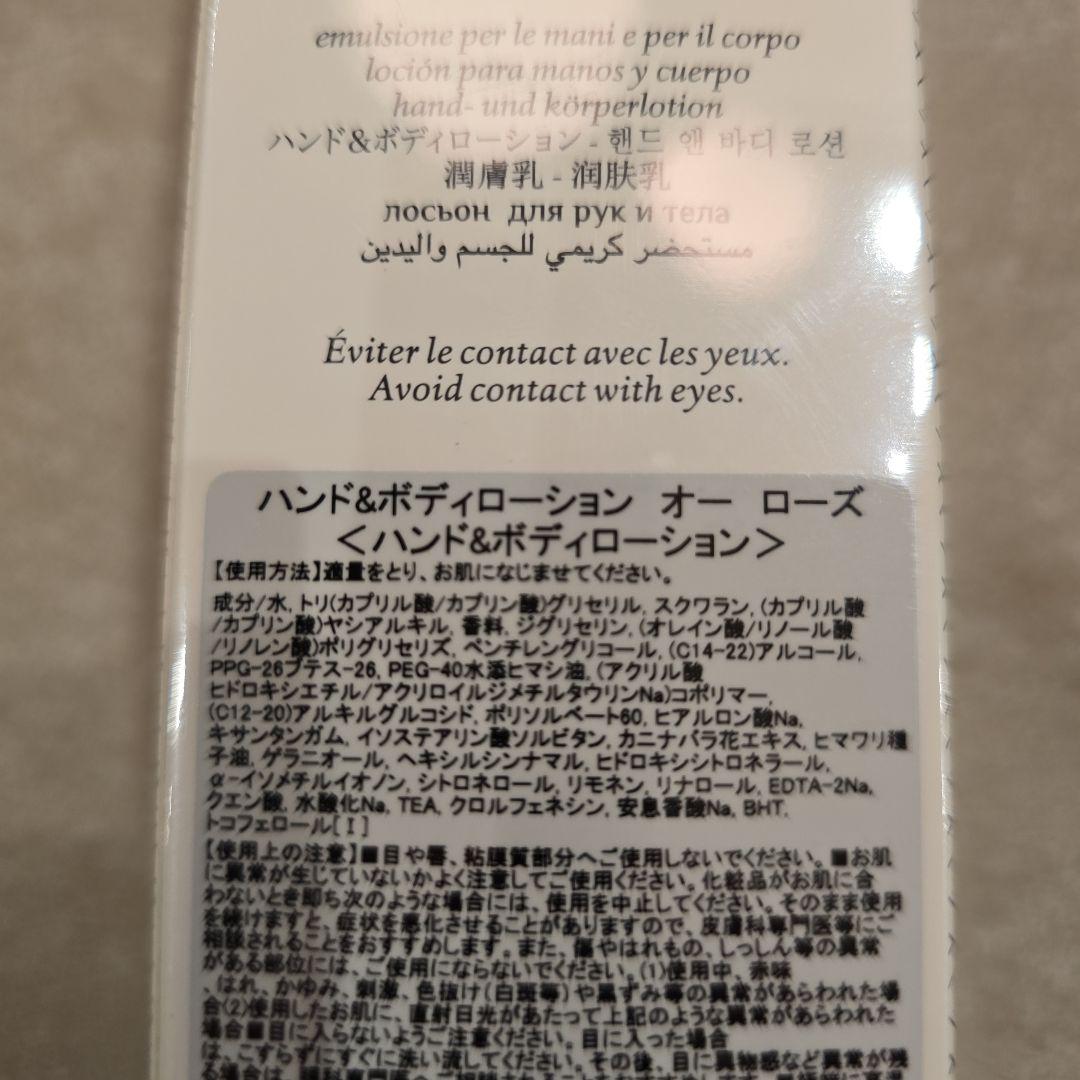 emulsione per le mani e per il corpo
loción para manos y cuerpo
hand- und körperlotion
ハンド&ボディローション - 핸드 앤 바디 로션
潤膚乳 - 润肤乳
лосьон для рук и тела
مستحضر كريمي للجسم واليدين
Éviter le contact avec les yeux.
Avoid contact with eyes.
ハンド&ボディローション オー ローズ
＜ハンド&ボディローション＞
【使用方法】適量をとり、お肌になじませてください。
成分/水, トリ(カプリル酸/カプリン酸)グリセリル, スクワラン, (カプリル酸
/カプリン酸)ヤシアルキル, 香料, ジグリセリン, (オレイン酸/リノール酸
/リノレン酸)ポリグリセリズ, ペンチレングリコール, (C14-22)アルコール,
PPG-26ブテス-26, PEG-40水添ヒマシ油, (アクリル酸
ヒドロキシエチル/アクリロイルジメチルタウリンNa)コポリマー,
(C12-20)アルキルグルコシド, ポリソルベート60, ヒアルロン酸Na,
キサンタンガム, イソステアリン酸ソルビタン, カニナバラ花エキス, ヒマワリ種
子油, ゲラニオール, ヘキシルシンナマル, ヒドロキシシトロネラール,
α-イソメチルイオノン, シトロネロール, リモネン, リナロール, EDTA-2Na,
クエン酸, 水酸化Na, TEA, クロルフェネシン, 安息香酸Na, BHT,
トコフェロール[I]
【使用上の注意】■目や唇、粘膜質部分へご使用しないでください。■お肌
に異常が生じていないかよく注意してご使用ください。化粧品がお肌に合
わないとき即ち次のような場合には、使用を中止してください。そのまま使用
を続けますと、症状を悪化させることがありますので、皮膚科専門医等にご
相談されることをおすすめします。また、傷やはれもの、しっしん等の異常
がある部位には、ご使用にならないでください。(1)使用中、赤味
、はれ、かゆみ、刺激、色抜け(白斑等)や黒ずみ等の異常があらわれた場
合(2)使用したお肌に、直射日光があたって上記のような異常があらわれた
場合■目に入らないようご注意ください。目に入った場合
は、こすらずにすぐに洗い流してください。その後、目に異物感など異常が残
る場合は、眼科専門医へご相談されることをおすすめします。